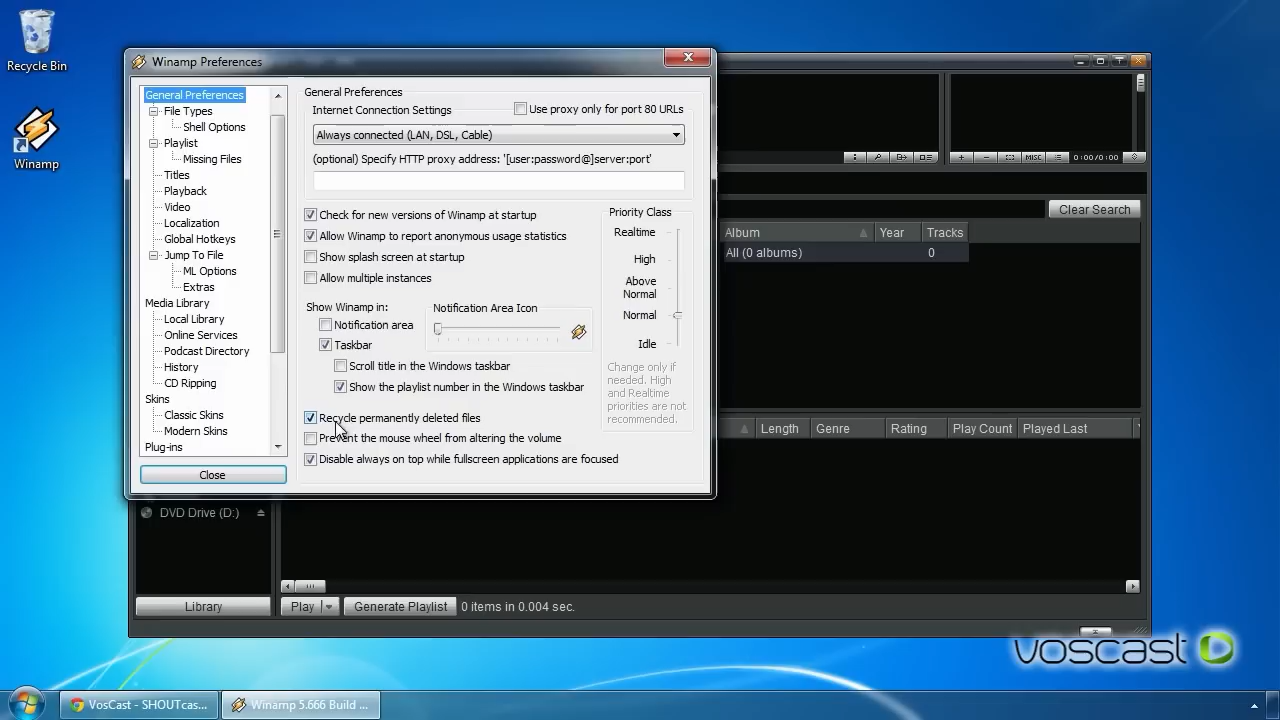 Recycle Bin
Winamp
Winamp Preferences
General Preferences
File Types
Shell Options
Playlist
Missing Files
Titles
Playback
Video
Localization
Global Hotkeys
Jump To File
ML Options
Extras
Media Library
Local Library
Online Services
Podcast Directory
History
CD Ripping
Skins
Classic Skins
Modern Skins
Plug-ins
Close
General Preferences
Internet Connection Settings
Use proxy only for port 80 URLs
Always connected (LAN, DSL, Cable)
(optional) Specify HTTP proxy address: '[user:password@]server:port'
Check for new versions of Winamp at startup
Allow Winamp to report anonymous usage statistics
Show splash screen at startup
Allow multiple instances
Show Winamp in:
Notification area
Taskbar
Notification Area Icon
Scroll title in the Windows taskbar
Show the playlist number in the Windows taskbar
Recycle permanently deleted files
Prevent the mouse wheel from altering the volume
Disable always on top while fullscreen applications are focused
Priority Class
Realtime
High
Above
Normal
Normal
Idle
Change only if
needed. High
and Realtime
priorities are not
recommended.
MISC
0:00/0:00
Clear Search
Album Year Tracks
All (0 albums) 0
Length Genre Rating Play Count Played Last
DVD Drive (D:)
Library
Play
Generate Playlist
0 items in 0.004 sec.
voscast
VosCast - SHOUTcas...
Winamp 5.666 Build ...